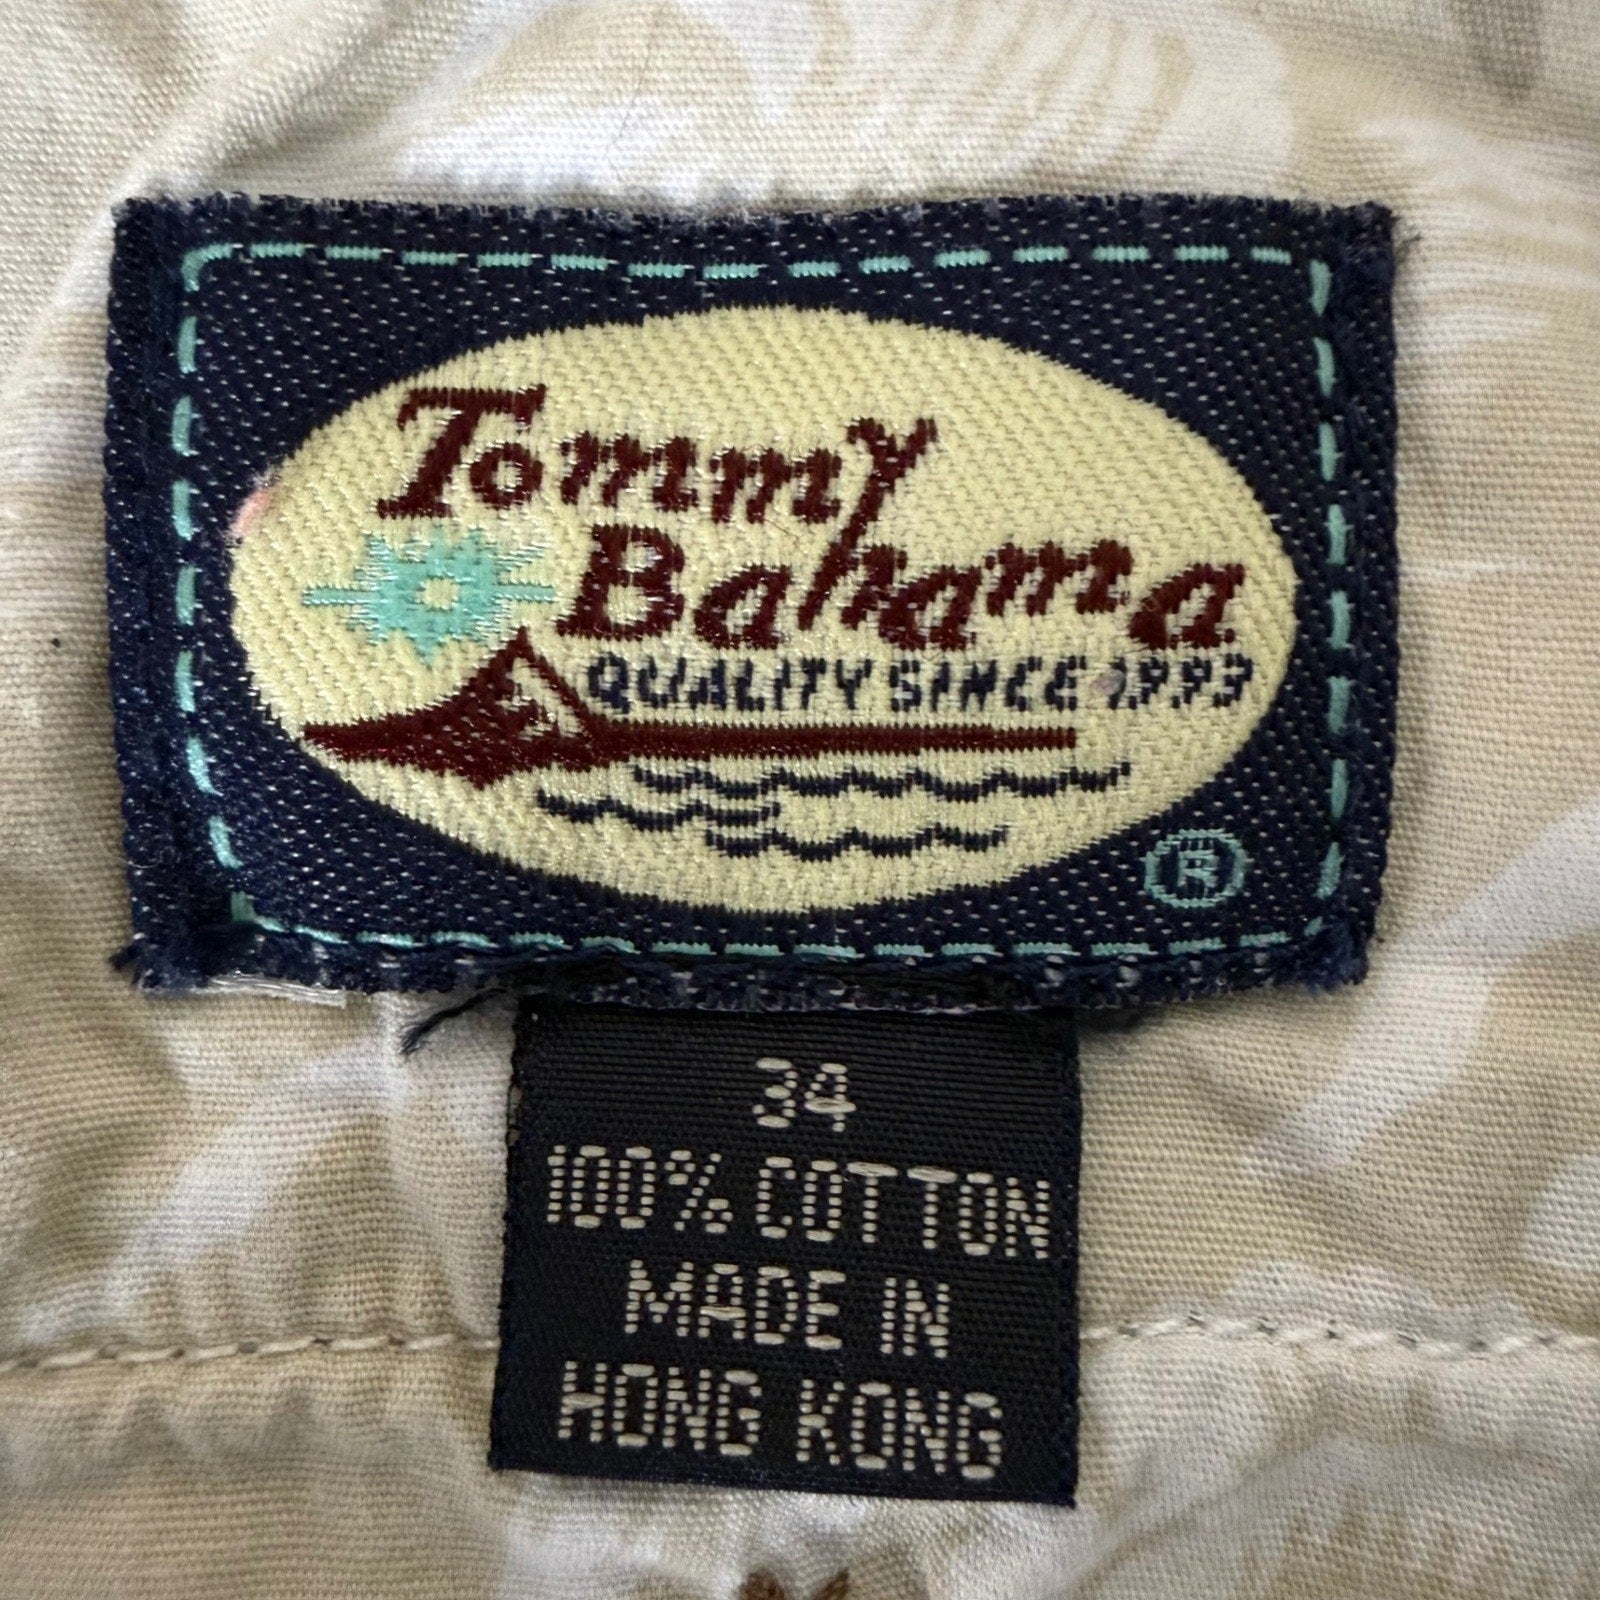 Tommy
Bahama
QUALITY SINCE 1993
®
34
100% COTTON
MADE IN
HONG KONG